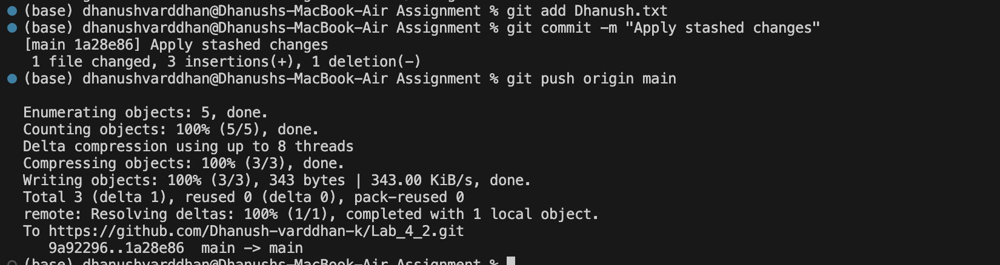 (base) dhanushvarddhan@Dhanushs-MacBook-Air Assignment % git add Dhanush.txt
(base) dhanushvarddhan@Dhanushs-MacBook-Air Assignment % git commit -m "Apply stashed changes"
[main 1a28e86] Apply stashed changes
1 file changed, 3 insertions(+), 1 deletion(-)
(base) dhanushvarddhan@Dhanushs-MacBook-Air Assignment % git push origin main
Enumerating objects: 5, done.
Counting objects: 100% (5/5), done.
Delta compression using up to 8 threads
Compressing objects: 100% (3/3), done.
Writing objects: 100% (3/3), 343 bytes | 343.00 KiB/s, done.
Total 3 (delta 1), reused 0 (delta 0), pack-reused 0
remote: Resolving deltas: 100% (1/1), completed with 1 local object.
To https://github.com/Dhanush-varddhan-k/Lab_4_2.git
9a92296..1a28e86  main -> main
(base) dhanushvarddhan@Dhanushs-MacBook-Air Assignment %